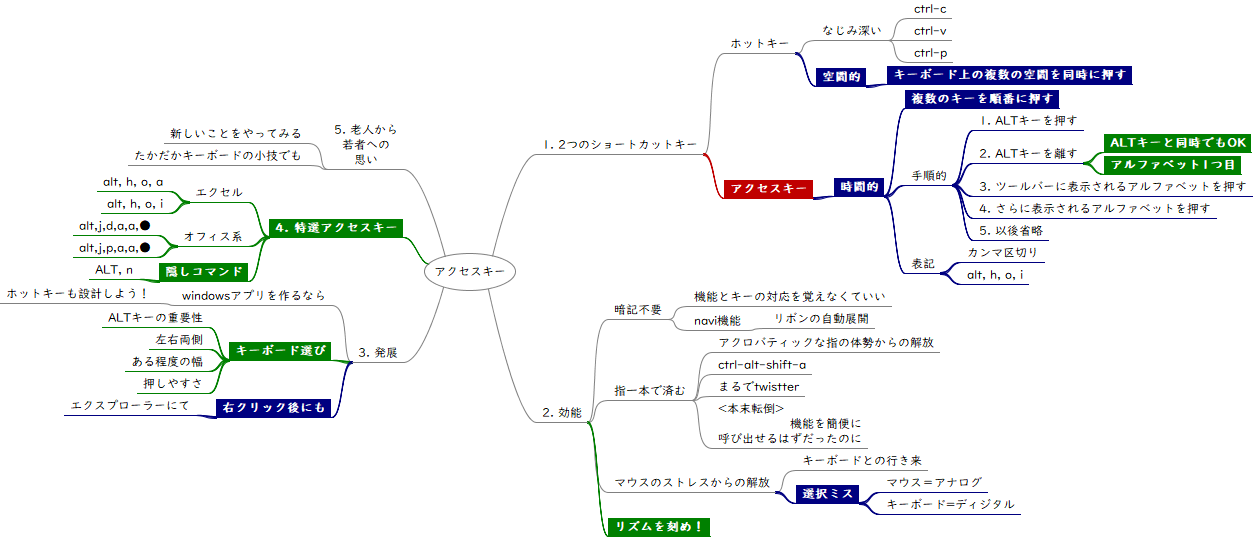 アクセスキー
1. 2つのショートカットキー
ホットキー
なじみ深い
ctrl-c
ctrl-v
ctrl-p
空間的
キーボード上の複数の空間を同時に押す
アクセスキー
時間的
複数のキーを順番に押す
手順的
1. ALTキーを押す
2. ALTキーを離す
ALTキーと同時でもOK
アルファベット1つ目
3. ツールバーに表示されるアルファベットを押す
4. さらに表示されるアルファベットを押す
5. 以後省略
表記
カンマ区切り
alt, h, o, i
2. 効能
暗記不要
機能とキーの対応を覚えなくていい
navi機能
リボンの自動展開
指一本で済む
アクロバティックな指の体勢からの解放
ctrl-alt-shift-a
まるでtwistter
<本末転倒>
機能を簡便に
呼び出せるはずだったのに
マウスのストレスからの解放
キーボードとの行き来
選択ミス
マウス＝アナログ
キーボード=ディジタル
リズムを刻め！
3. 発展
windowsアプリを作るなら
ホットキーも設計しよう！
キーボード選び
ALTキーの重要性
左右両側
ある程度の幅
押しやすさ
右クリック後にも
エクスプローラーにて
4. 特選アクセスキー
エクセル
alt, h, o, a
alt, h, o, i
オフィス系
alt,j,d,a,a,●
alt,j,p,a,a,●
隠しコマンド
ALT, n
5. 老人から
若者への
思い
新しいことをやってみる
たかだかキーボードの小技でも